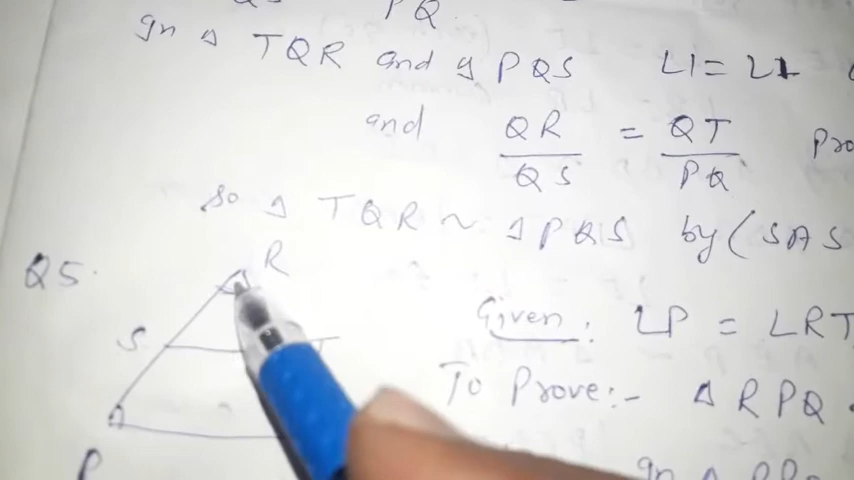 PQ
In Δ TQR and Δ PQS ∠1 = ∠1
and QR/QS = QT/PQ
So Δ TQR ~ Δ PQS by (SAS
Q5.
R
S
P
Given: ∠P = ∠RT
To Prove:- Δ RPQ
In Δ